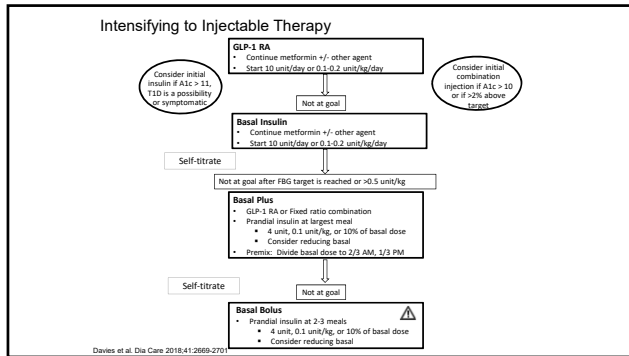 Intensifying to Injectable Therapy
GLP-1 RA
• Continue metformin +/- other agent
• Start 10 unit/day or 0.1-0.2 unit/kg/day
Consider initial
insulin if A1c > 11,
T1D is a possibility
or symptomatic
Consider
initial
combination
injection if A1c > 10
or if >2% above
target
Not at goal
Basal Insulin
• Continue metformin +/- other agent
• Start 10 unit/day or 0.1-0.2 unit/kg/day
Self-titrate
Not at goal after FBG target is reached or >0.5 unit/kg
Basal Plus
• GLP-1 RA or Fixed ratio combination
• Prandial insulin at largest meal
▪ 4 unit, 0.1 unit/kg, or 10% of basal dose
▪ Consider reducing basal
• Premix: Divide basal dose to 2/3 AM, 1/3 PM
Self-titrate
Not at goal
Basal Bolus
• Prandial insulin at 2-3 meals
▪ 4 unit, 0.1 unit/kg, or 10% of basal dose
▪ Consider reducing basal
Davies et al. Dia Care 2018;41:2669-2701